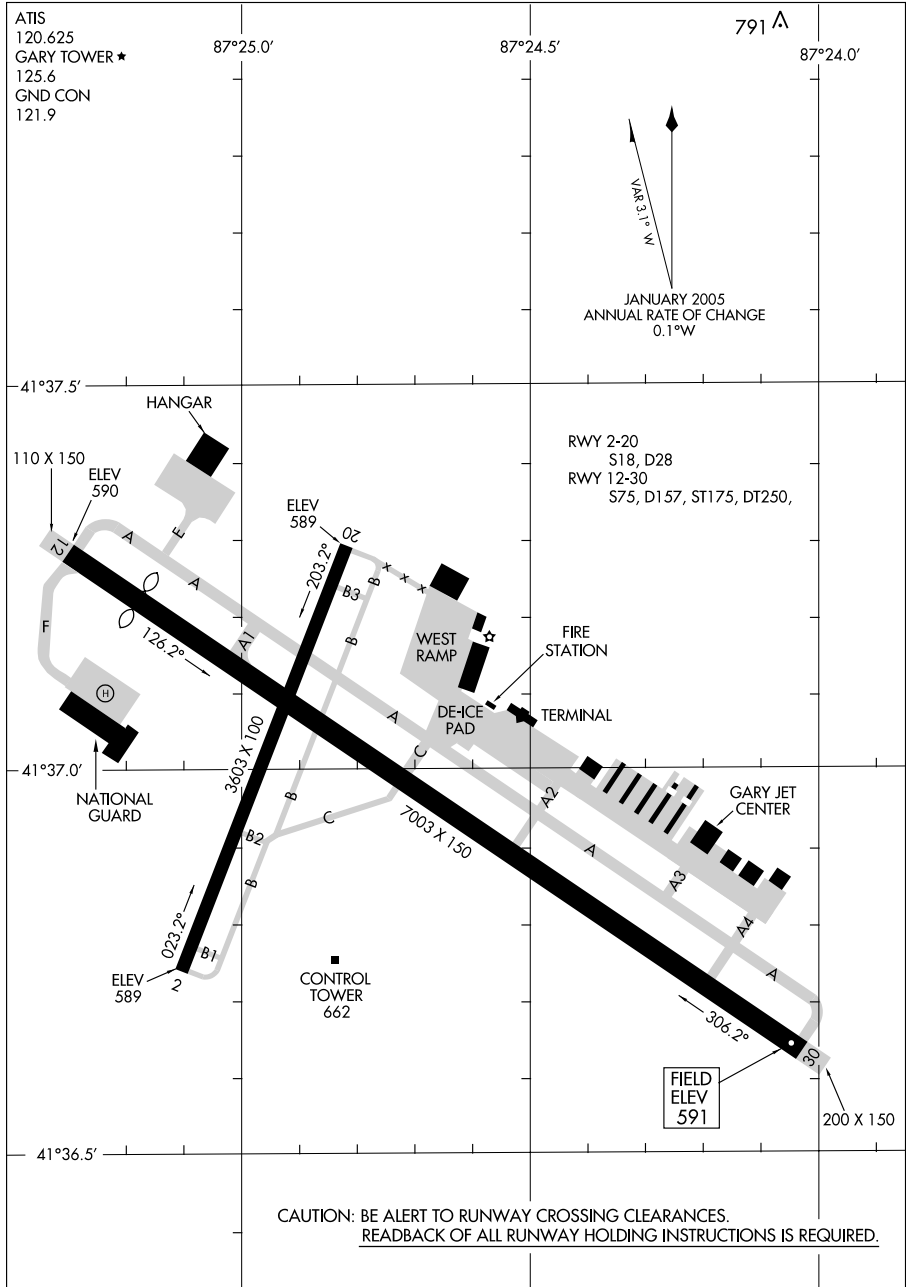 ATIS
120.625
GARY TOWER ★
125.6
GND CON
121.9
87°25.0'
87°24.5'
791
87°24.0'
VAR 3.1° W
JANUARY 2005
ANNUAL RATE OF CHANGE
0.1°W
41°37.5'
HANGAR
110 X 150
ELEV
590
RWY 2-20
S18, D28
RWY 12-30
S75, D157, ST175, DT250,
ELEV
589
20
12
A
E
203.2°
B
x x x
A
B3
F
126.2°
A1
B
WEST
RAMP
FIRE
STATION
H
A
DE-ICE
PAD
TERMINAL
C
3603 X 100
41°37.0'
NATIONAL
GUARD
B
C
7003 X 150
A2
GARY JET
CENTER
B2
A
B
A3
023.2°
A4
B1
ELEV
589
2
CONTROL
TOWER
662
A
306.2°
30
FIELD
ELEV
591
200 X 150
41°36.5'
CAUTION: BE ALERT TO RUNWAY CROSSING CLEARANCES.
READBACK OF ALL RUNWAY HOLDING INSTRUCTIONS IS REQUIRED.